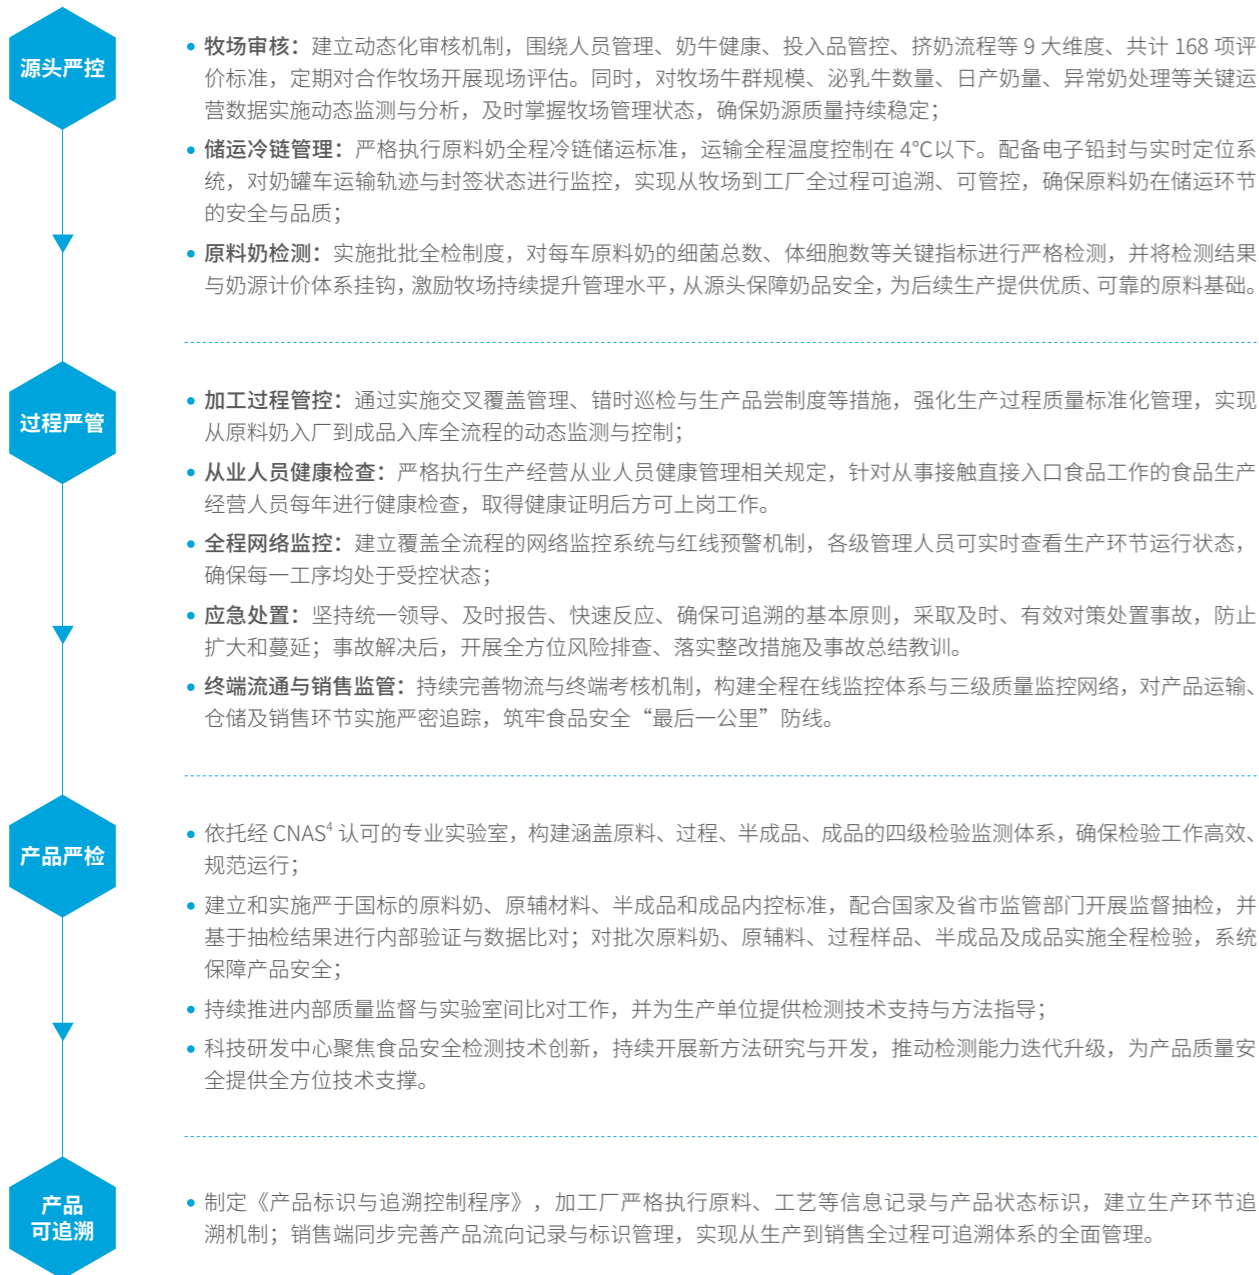 源头严控
• 牧场审核：建立动态化审核机制，围绕人员管理、奶牛健康、投入品管控、挤奶流程等 9 大维度、共计 168 项评
价标准，定期对合作牧场开展现场评估。同时，对牧场牛群规模、泌乳牛数量、日产奶量、异常奶处理等关键运
营数据实施动态监测与分析，及时掌握牧场管理状态，确保奶源质量持续稳定；
• 储运冷链管理：严格执行原料奶全程冷链储运标准，运输全程温度控制在 4℃以下。配备电子铅封与实时定位系
统，对奶罐车运输轨迹与封签状态进行监控，实现从牧场到工厂全过程可追溯、可管控，确保原料奶在储运环节
的安全与品质；
• 原料奶检测：实施批批全检制度，对每车原料奶的细菌总数、体细胞数等关键指标进行严格检测，并将检测结果
与奶源计价体系挂钩，激励牧场持续提升管理水平，从源头保障奶品安全，为后续生产提供优质、可靠的原料基础。
过程严管
• 加工过程管控：通过实施交叉覆盖管理、错时巡检与生产品尝制度等措施，强化生产过程质量标准化管理，实现
从原料奶入厂到成品入库全流程的动态监测与控制；
• 从业人员健康检查：严格执行生产经营从业人员健康管理相关规定，针对从事接触直接入口食品工作的食品生产
经营人员每年进行健康检查，取得健康证明后方可上岗工作。
• 全程网络监控：建立覆盖全流程的网络监控系统与红线预警机制，各级管理人员可实时查看生产环节运行状态，
确保每一工序均处于受控状态；
• 应急处置：坚持统一领导、及时报告、快速反应、确保可追溯的基本原则，采取及时、有效对策处置事故，防止
扩大和蔓延；事故解决后，开展全方位风险排查、落实整改措施及事故总结教训。
• 终端流通与销售监管：持续完善物流与终端考核机制，构建全程在线监控体系与三级质量监控网络，对产品运输、
仓储及销售环节实施严密追踪，筑牢食品安全“最后一公里”防线。
产品严检
• 依托经 CNAS⁴ 认可的专业实验室，构建涵盖原料、过程、半成品、成品的四级检验监测体系，确保检验工作高效、
规范运行；
• 建立和实施严于国标的原料奶、原辅材料、半成品和成品内控标准，配合国家及省市监管部门开展监督抽检，并
基于抽检结果进行内部验证与数据比对；对批次原料奶、原辅料、过程样品、半成品及成品实施全程检验，系统
保障产品安全；
• 持续推进内部质量监督与实验室间比对工作，并为生产单位提供检测技术支持与方法指导；
• 科技研发中心聚焦食品安全检测技术创新，持续开展新方法研究与开发，推动检测能力迭代升级，为产品质量安
全提供全方位技术支撑。
产品
可追溯
• 制定《产品标识与追溯控制程序》，加工厂严格执行原料、工艺等信息记录与产品状态标识，建立生产环节追
溯机制；销售端同步完善产品流向记录与标识管理，实现从生产到销售全过程可追溯体系的全面管理。